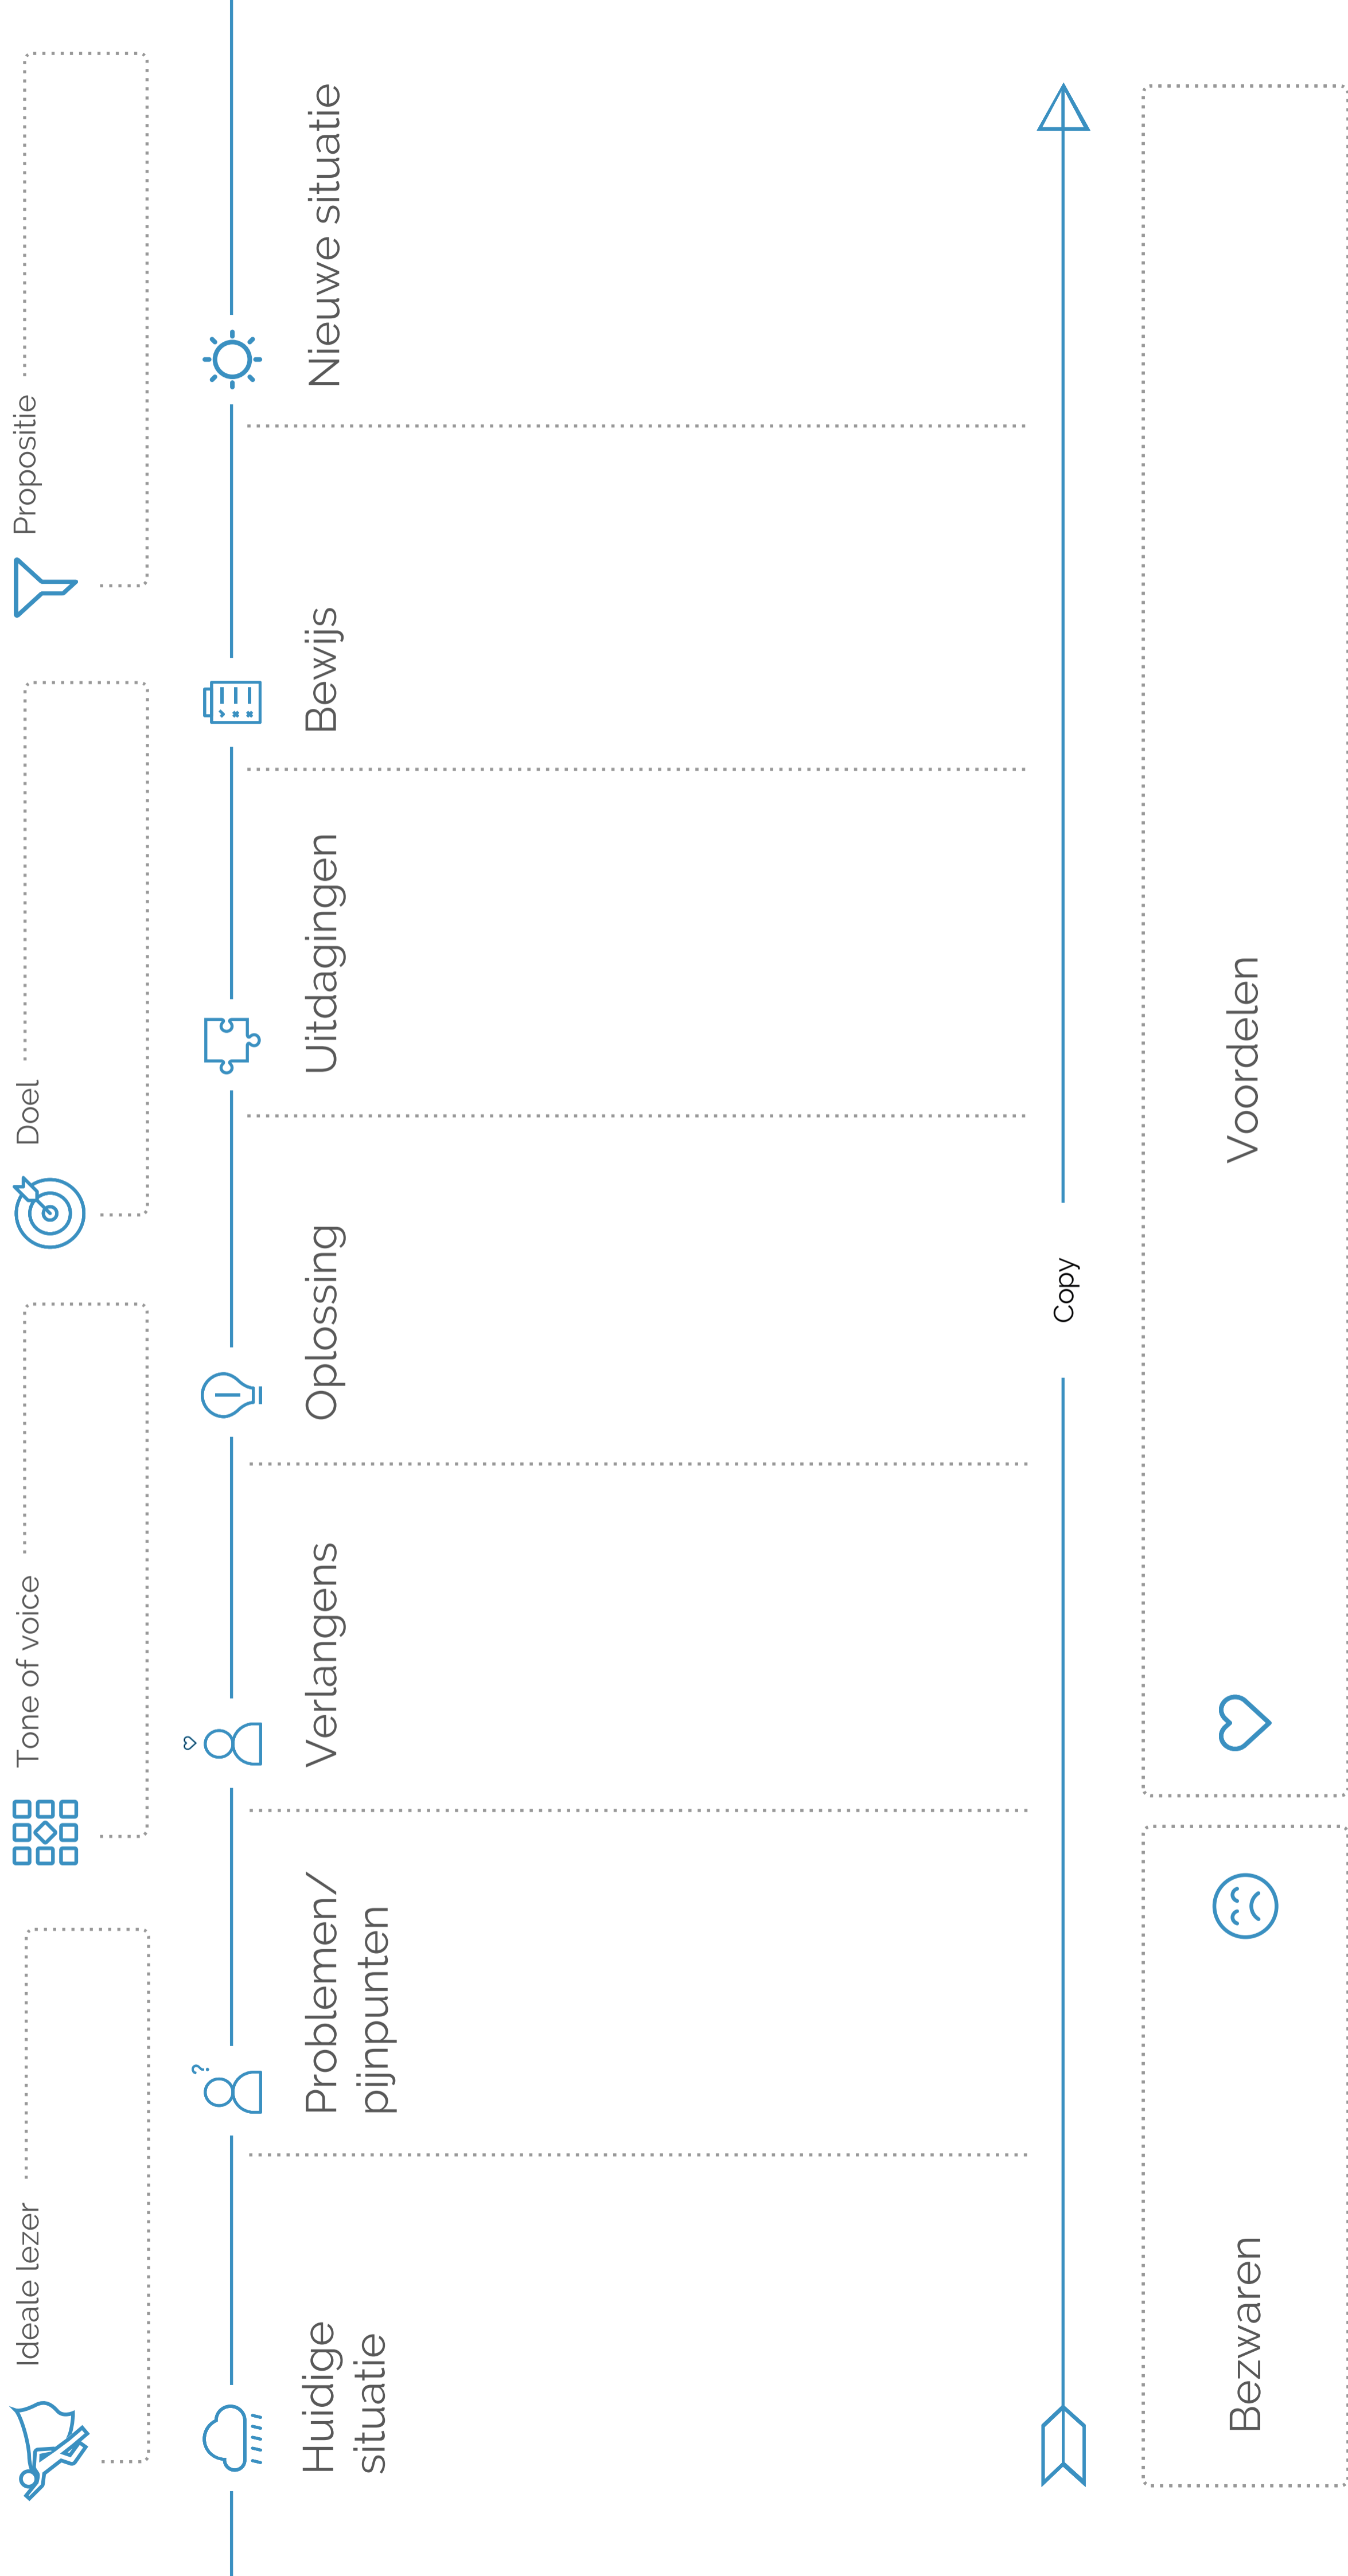 Ideale lezer
Tone of voice
Doel
Propositie
Huidige
situatie
Problemen/
pijnpunten
?
Verlangens
Oplossing
Uitdagingen
Bewijs
Nieuwe situatie
Copy
Bezwaren
Voordelen